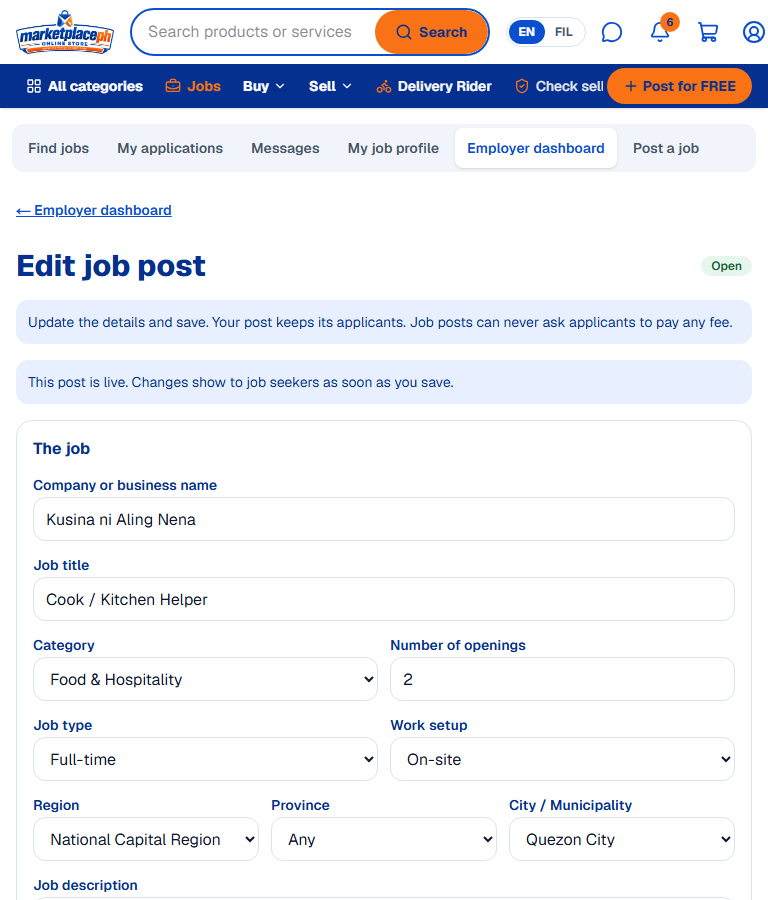 marketplaceph
ONLINE STORE
Search products or services
Search
EN
FIL
6
All categories
Jobs
Buy
Sell
Delivery Rider
Check sell
+ Post for FREE
Find jobs
My applications
Messages
My job profile
Employer dashboard
Post a job
← Employer dashboard
Edit job post
Open
Update the details and save. Your post keeps its applicants. Job posts can never ask applicants to pay any fee.
This post is live. Changes show to job seekers as soon as you save.
The job
Company or business name
Kusina ni Aling Nena
Job title
Cook / Kitchen Helper
Category
Number of openings
Food & Hospitality
2
Job type
Work setup
Full-time
On-site
Region
Province
City / Municipality
National Capital Region
Any
Quezon City
Job description